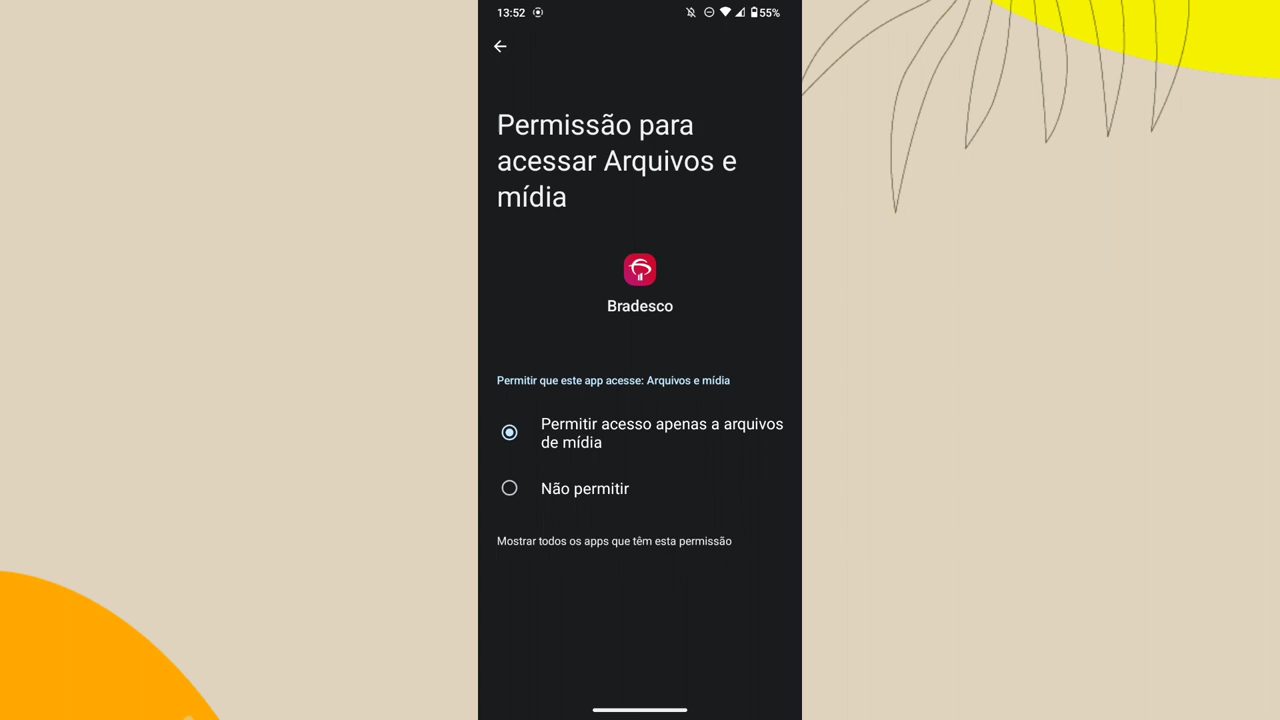 13:52
55%
Permissão para
acessar Arquivos e
mídia
Bradesco
Permitir que este app acesse: Arquivos e mídia
Permitir acesso apenas a arquivos
de mídia
Não permitir
Mostrar todos os apps que têm esta permissão